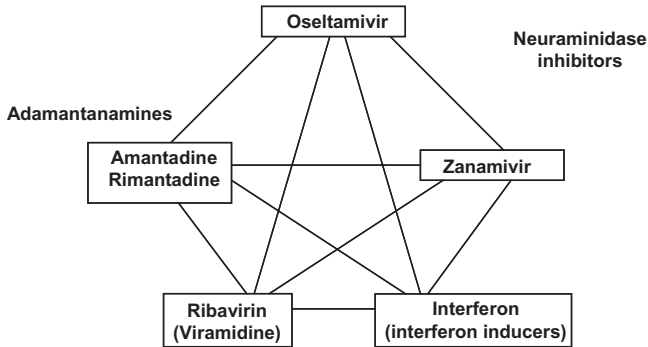 Oseltamivir
Neuraminidase
inhibitors
Adamantanamines
Amantadine
Rimantadine
Zanamivir
Ribavirin
(Viramidine)
Interferon
(interferon inducers)